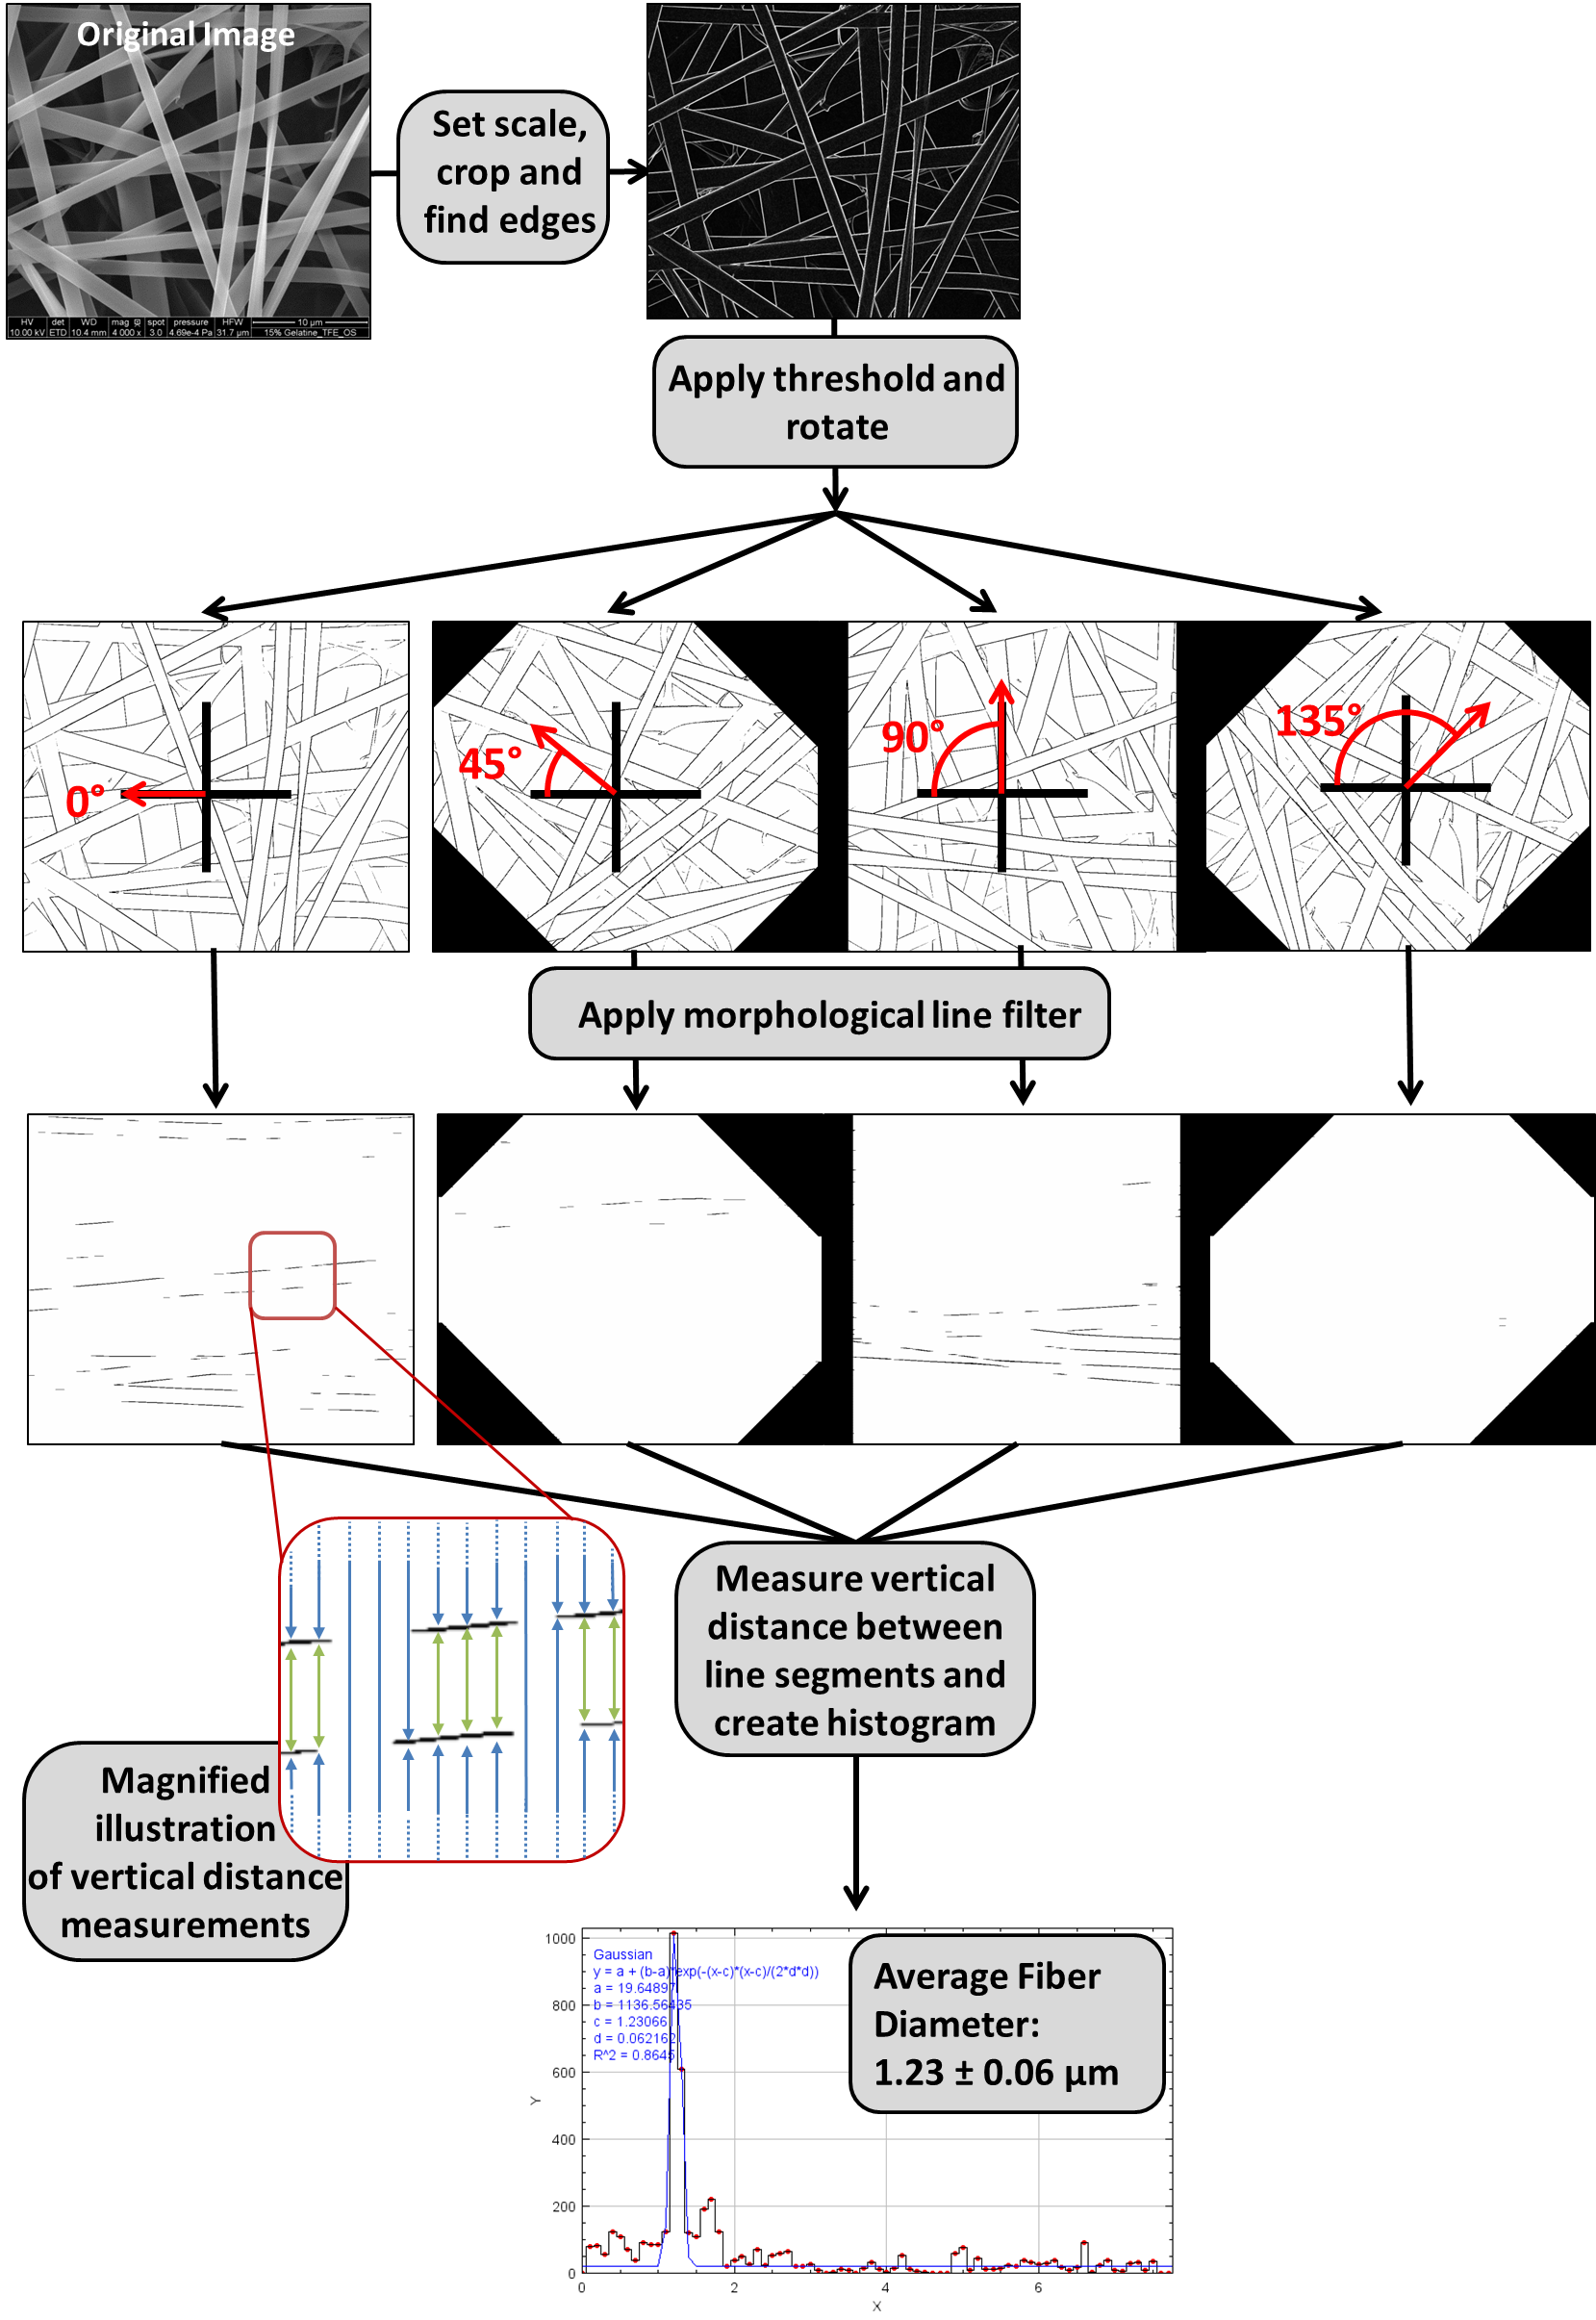 Original Image
HV det WD mag spot pressure HFW 10 µm
10.00 kV ETD 10.4 mm 4 000 x 3.0 4.69e-4 Pa 31.7 µm 15% Gelatine_TFE_OS
Set scale,
crop and
find edges
Apply threshold and
rotate
0°
45°
90°
135°
Apply morphological line filter
Measure vertical
distance between
line segments and
create histogram
Magnified
illustration
of vertical distance
measurements
Gaussian
y = a + (b-a)*exp(-(x-c)*(x-c)/(2*d*d))
a = 19.64897
b = 1136.56435
c = 1.23066
d = 0.062162
R^2 = 0.8645
Average Fiber
Diameter:
1.23 ± 0.06 µm
1000
800
600
400
200
0
Y
0 2 4 6
X